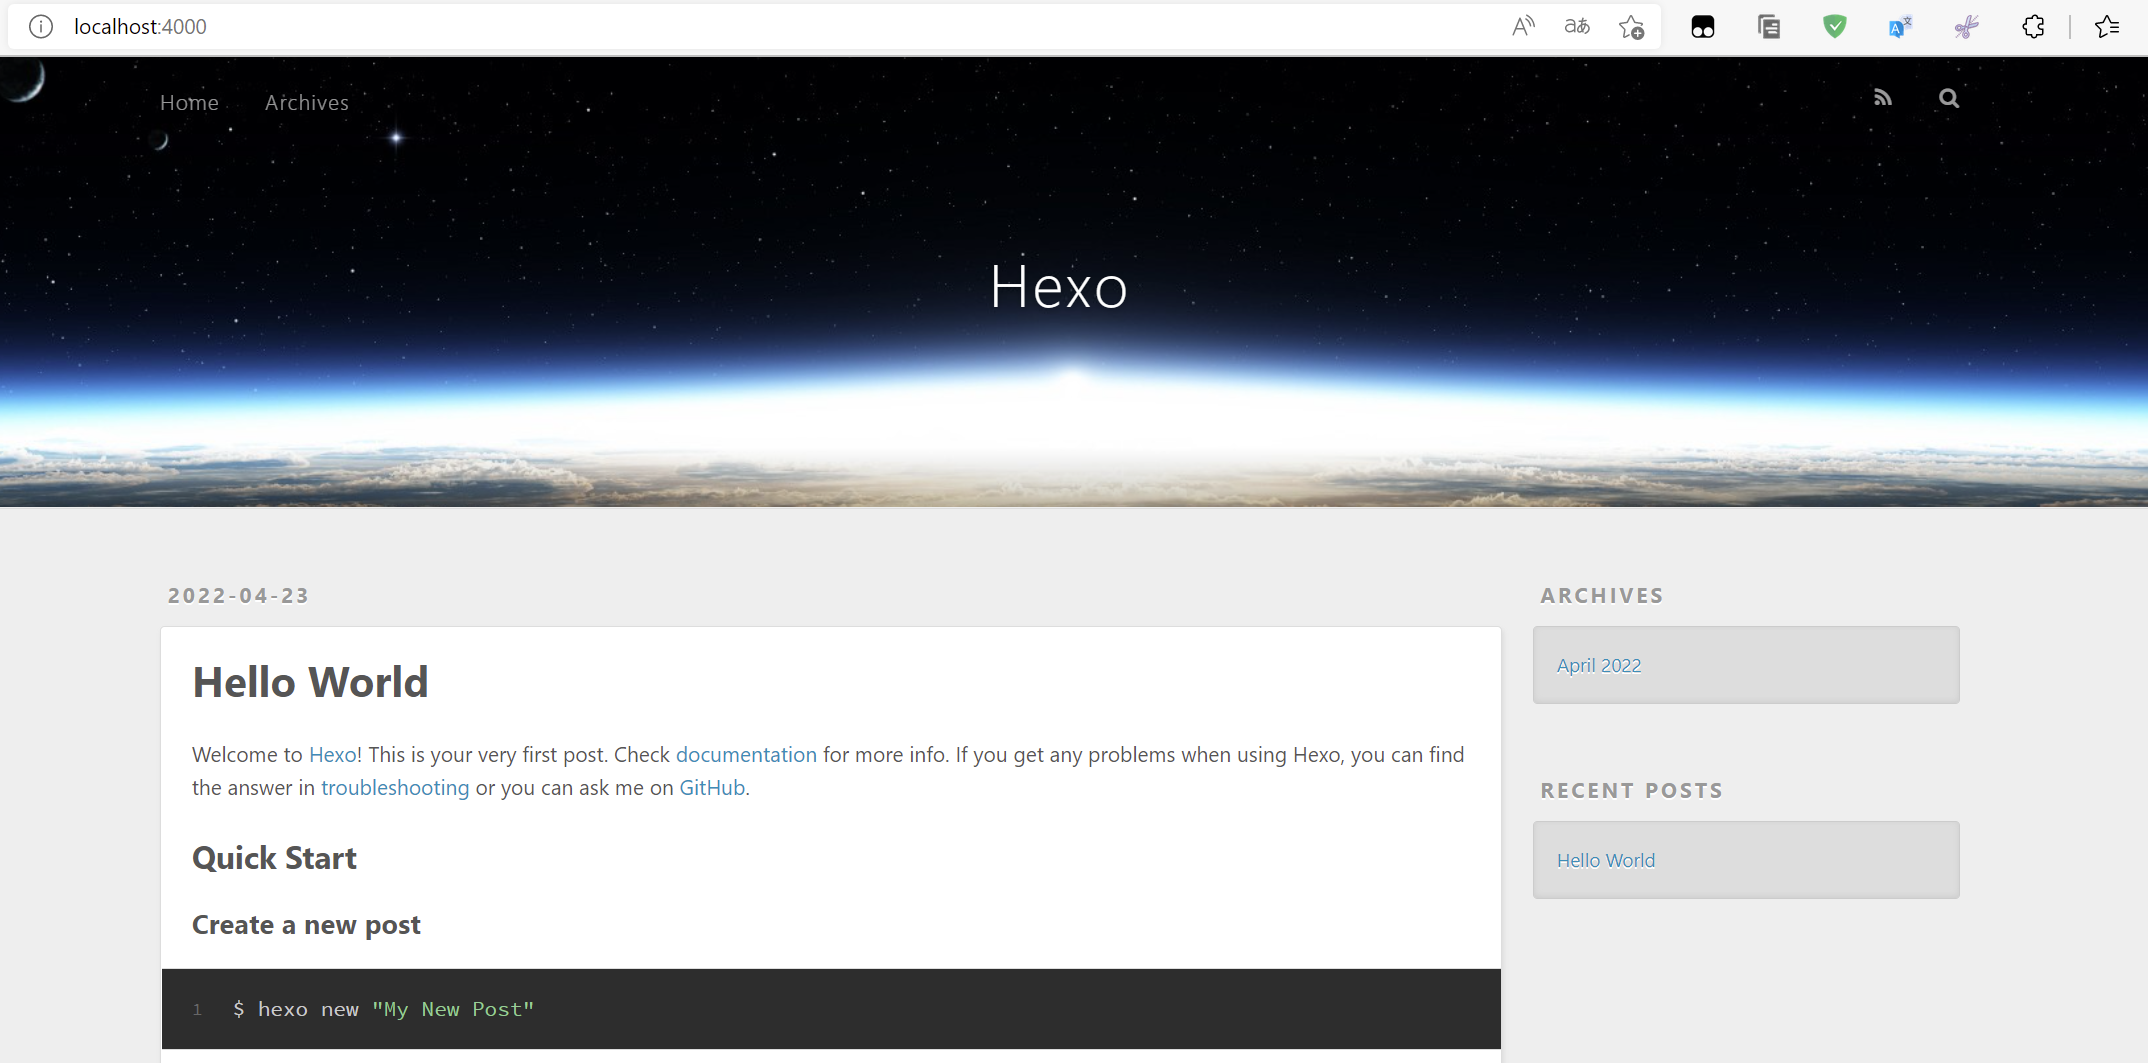 localhost:4000
Home Archives
Hexo
2022-04-23
Hello World
Welcome to Hexo! This is your very first post. Check documentation for more info. If you get any problems when using Hexo, you can find
the answer in troubleshooting or you can ask me on GitHub.
Quick Start
Create a new post
1 $ hexo new "My New Post"
ARCHIVES
April 2022
RECENT POSTS
Hello World